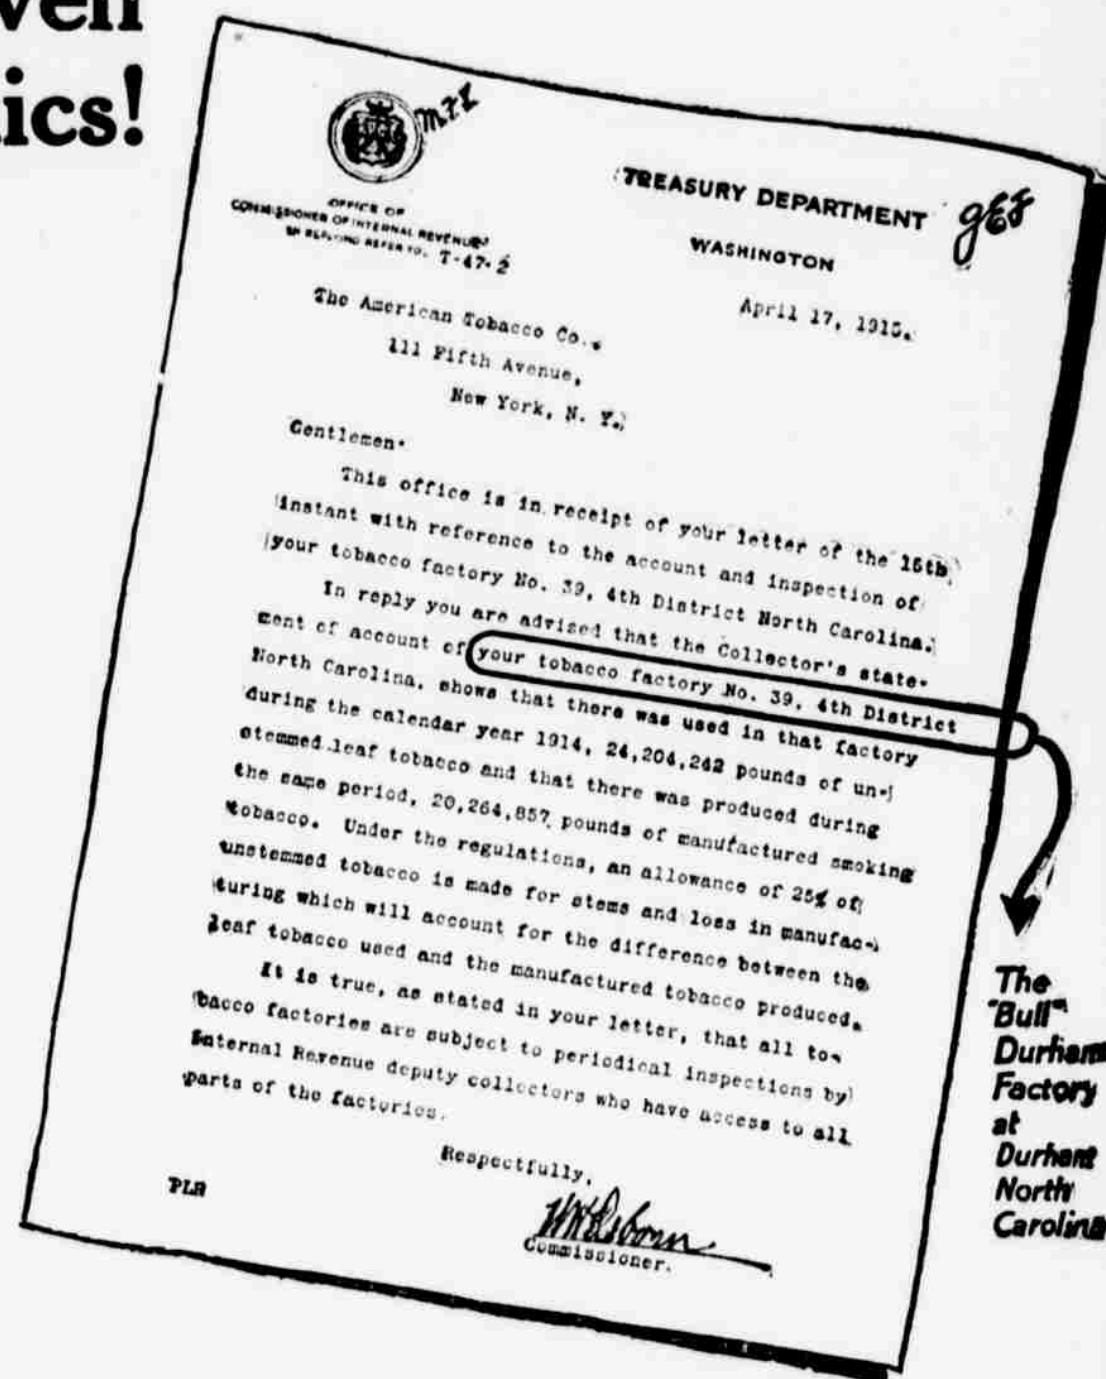 ics!
M.F.L
TREASURY DEPARTMENT
WASHINGTON
OFFICE OF
COMMISSIONER OF INTERNAL REVENUE
IN REPLYING REFER TO. T-47-2
April 17, 1915.
The American Tobacco Co.,
111 Fifth Avenue,
New York, N. Y.
Gentlemen.
This office is in receipt of your letter of the 15th
instant with reference to the account and inspection of
your tobacco factory No. 39, 4th District North Carolina.
In reply you are advised that the Collector's state-
ment of account of your tobacco factory No. 39, 4th District
North Carolina, shows that there was used in that factory
during the calendar year 1914, 24,204,242 pounds of un-
stemmed leaf tobacco and that there was produced during
the same period, 20,264,857 pounds of manufactured smoking
tobacco. Under the regulations, an allowance of 25% of
unstemmed tobacco is made for stems and loss in manufac-
turing which will account for the difference between the
leaf tobacco used and the manufactured tobacco produced.
It is true, as stated in your letter, that all to-
bacco factories are subject to periodical inspections by
Internal Revenue deputy collectors who have access to all
parts of the factories.
Respectfully,
PLR
WHOsborn
Commissioner.
The
"Bull"
Durham
Factory
at
Durham
North
Carolina